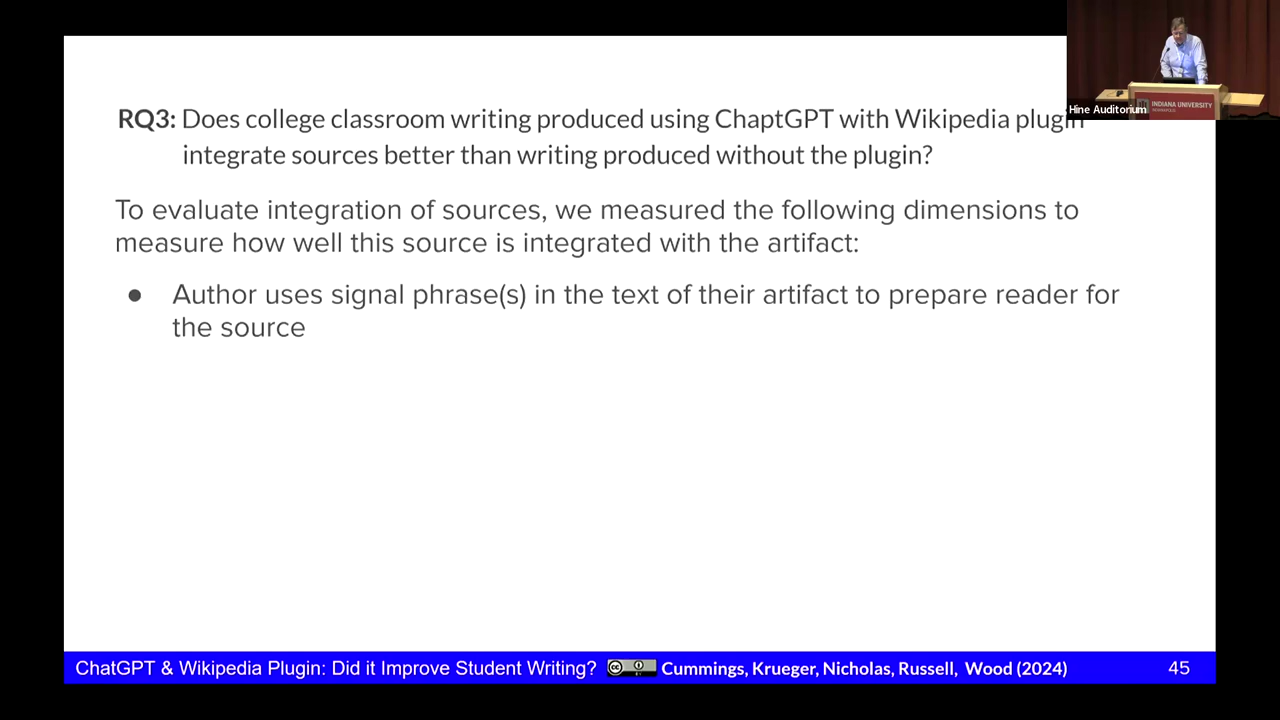 RQ3: Does college classroom writing produced using ChaptGPT with Wikipedia plugin
integrate sources better than writing produced without the plugin?
To evaluate integration of sources, we measured the following dimensions to
measure how well this source is integrated with the artifact:
● Author uses signal phrase(s) in the text of their artifact to prepare reader for
the source
Hine Auditorium
INDIANA UNIVERSITY
ChatGPT & Wikipedia Plugin: Did it Improve Student Writing? Cummings, Krueger, Nicholas, Russell, Wood (2024) 45